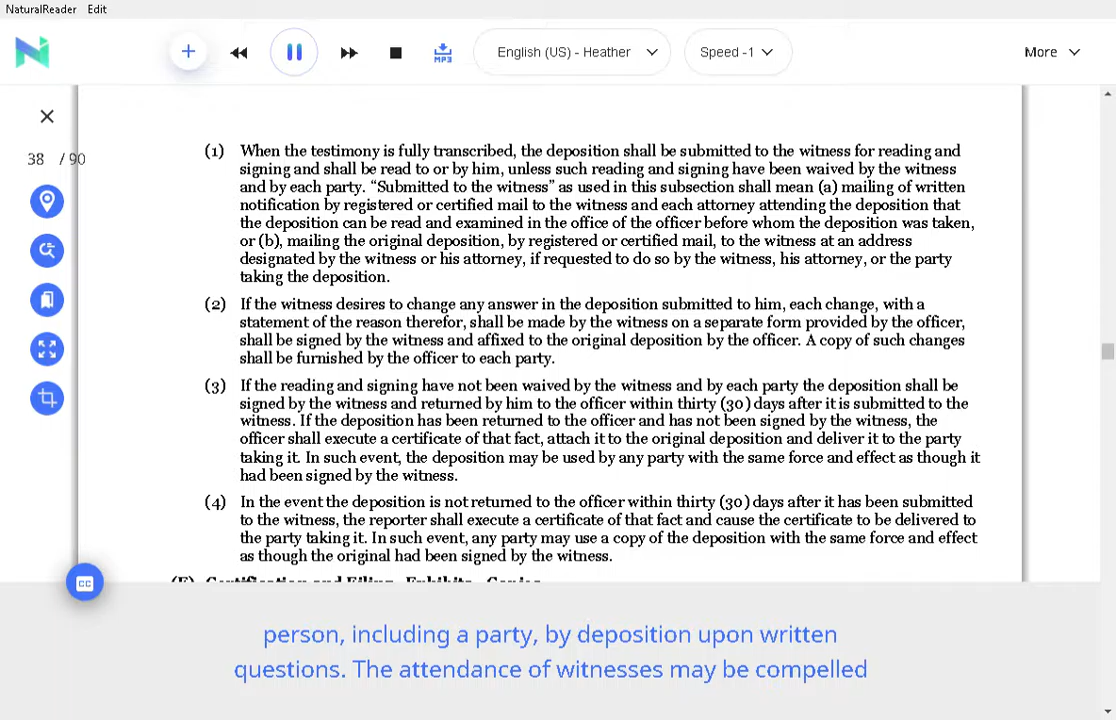 NaturalReader Edit
English (US) - Heather
Speed -1
More
38 / 90
(1) When the testimony is fully transcribed, the deposition shall be submitted to the witness for reading and
signing and shall be read to or by him, unless such reading and signing have been waived by the witness
and by each party. “Submitted to the witness” as used in this subsection shall mean (a) mailing of written
notification by registered or certified mail to the witness and each attorney attending the deposition that
the deposition can be read and examined in the office of the officer before whom the deposition was taken,
or (b), mailing the original deposition, by registered or certified mail, to the witness at an address
designated by the witness or his attorney, if requested to do so by the witness, his attorney, or the party
taking the deposition.
(2) If the witness desires to change any answer in the deposition submitted to him, each change, with a
statement of the reason therefor, shall be made by the witness on a separate form provided by the officer,
shall be signed by the witness and affixed to the original deposition by the officer. A copy of such changes
shall be furnished by the officer to each party.
(3) If the reading and signing have not been waived by the witness and by each party the deposition shall be
signed by the witness and returned by him to the officer within thirty (30) days after it is submitted to the
witness. If the deposition has been returned to the officer and has not been signed by the witness, the
officer shall execute a certificate of that fact, attach it to the original deposition and deliver it to the party
taking it. In such event, the deposition may be used by any party with the same force and effect as though it
had been signed by the witness.
(4) In the event the deposition is not returned to the officer within thirty (30) days after it has been submitted
to the witness, the reporter shall execute a certificate of that fact and cause the certificate to be delivered to
the party taking it. In such event, any party may use a copy of the deposition with the same force and effect
as though the original had been signed by the witness.
(E) Certification and Filing Exhibits Copies
CC
MP3
person, including a party, by deposition upon written
questions. The attendance of witnesses may be compelled